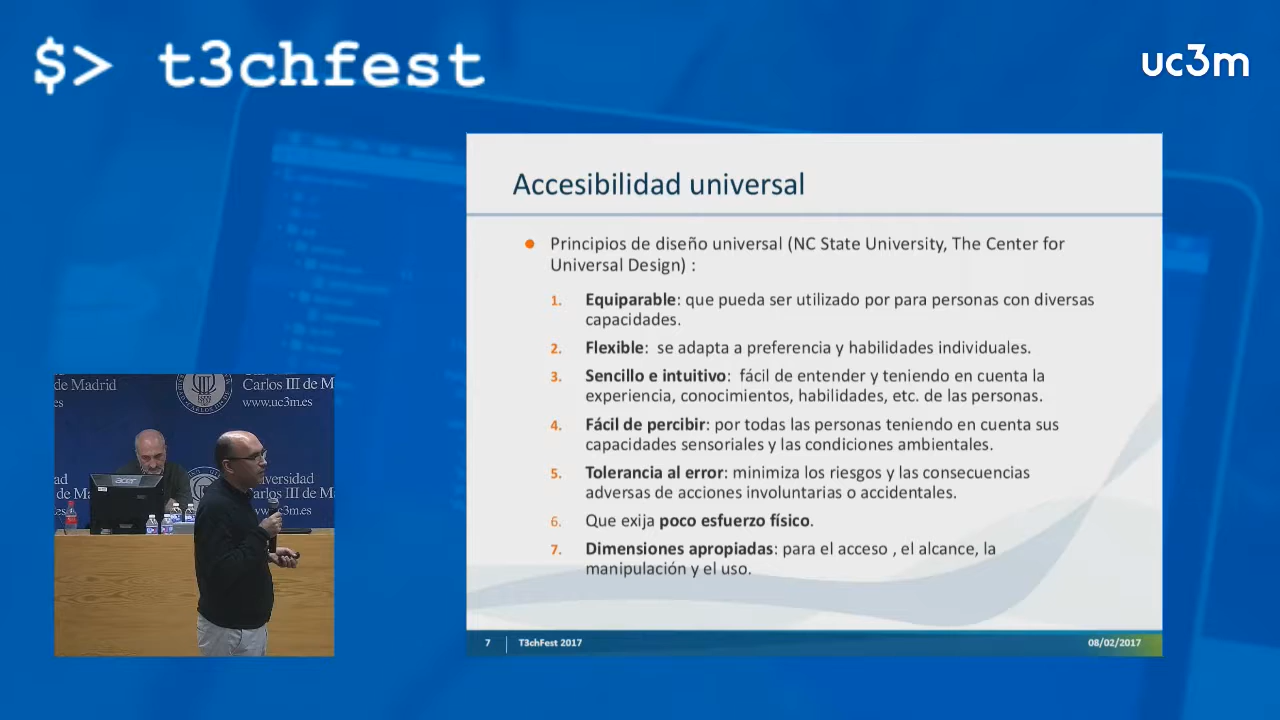 $> t3chfest
uc3m
Accesibilidad universal
Principios de diseño universal (NC State University, The Center for
Universal Design) :
1. Equiparable: que pueda ser utilizado por para personas con diversas
capacidades.
2. Flexible: se adapta a preferencia y habilidades individuales.
3. Sencillo e intuitivo: fácil de entender y teniendo en cuenta la
experiencia, conocimientos, habilidades, etc. de las personas.
4. Fácil de percibir: por todas las personas teniendo en cuenta sus
capacidades sensoriales y las condiciones ambientales.
5. Tolerancia al error: minimiza los riesgos y las consecuencias
adversas de acciones involuntarias o accidentales.
6. Que exija poco esfuerzo físico.
7. Dimensiones apropiadas: para el acceso , el alcance, la
manipulación y el uso.
7 T3chFest 2017 08/02/2017
de Madrid
es
Carlos III de M
www.uc3m.es
acer
ad
de M
es
versidad
arlos III de M
w.uc3m.es